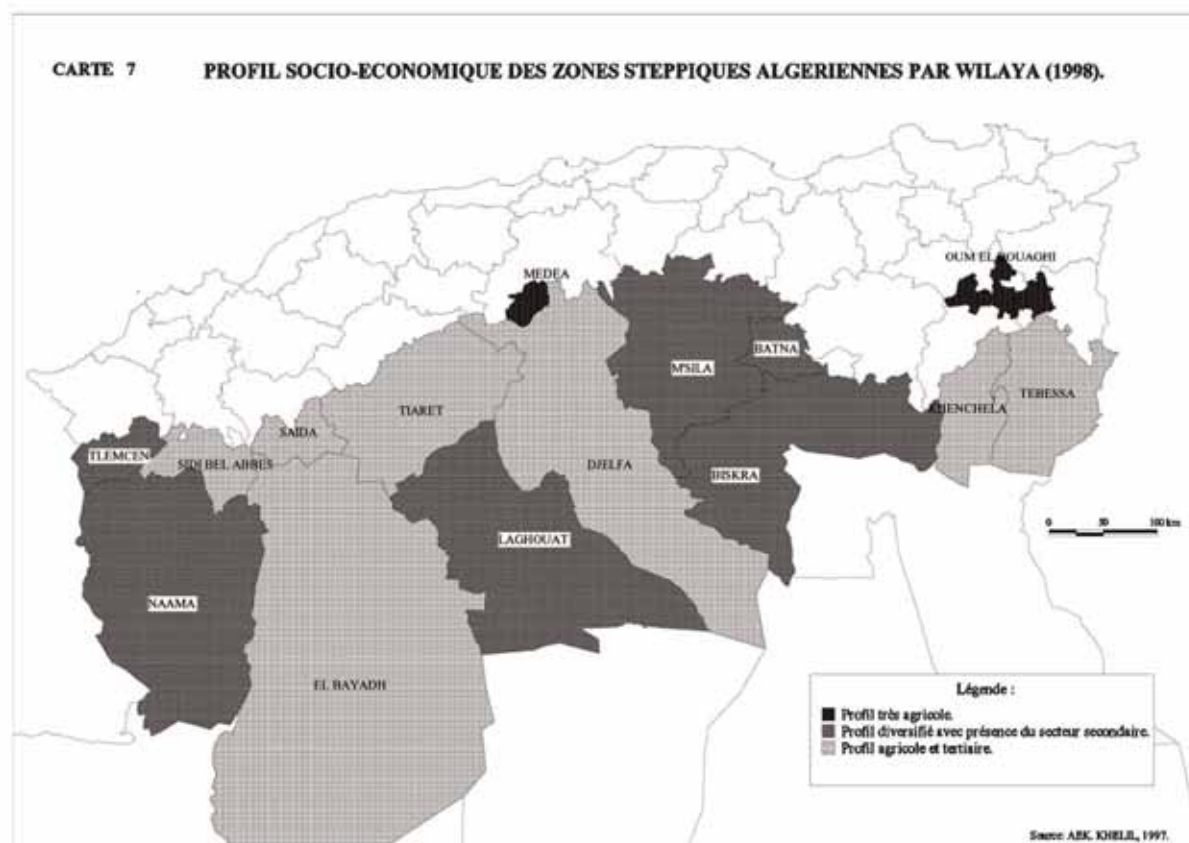 CARTE 7 PROFIL SOCIO-ECONOMIQUE DES ZONES STEPPIQUES ALGERIENNES PAR WILAYA (1998).
OUM EL BOUAGHI
MEDEA
BATNA
M'SILA
KHENCHELA
TEBESSA
TIARET
SAIDA
TLEMCEN
SIDI BEL ABBES
DJELFA
BISKRA
LAGHOUAT
NAAMA
EL BAYADH
0 50 100 km
Légende :
Profil très agricole.
Profil diversifié avec présence du secteur secondaire.
Profil agricole et tertiaire.
Source: ABK. KHELIL, 1997.